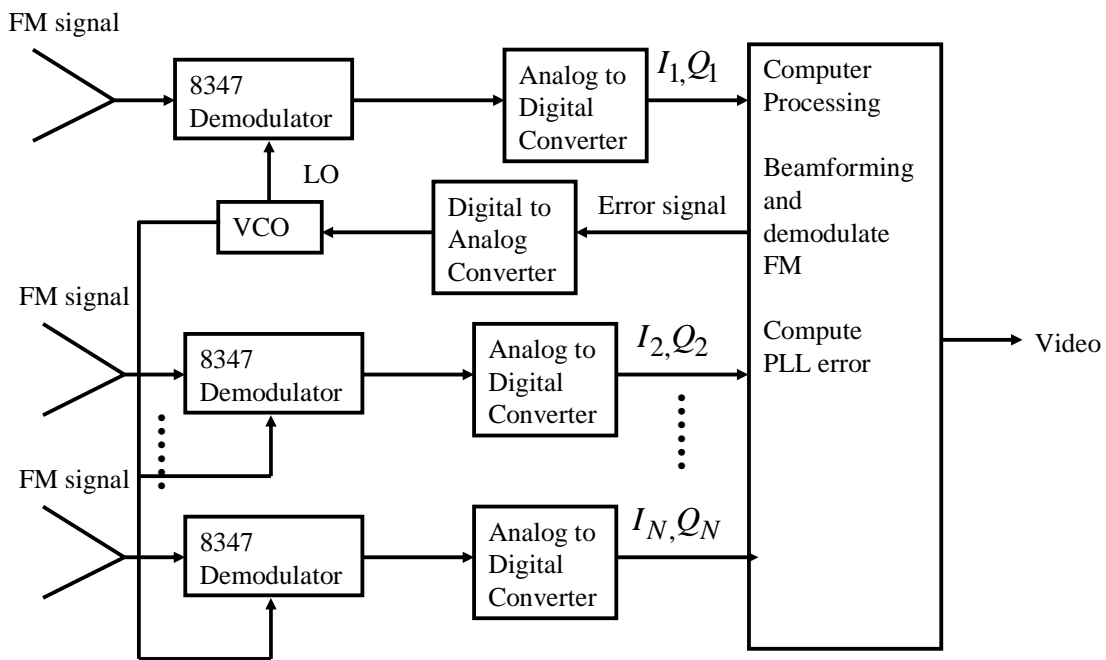 FM signal
8347
Demodulator
Analog to
Digital
Converter
I₁,Q₁
Computer
Processing
Beamforming
and
demodulate
FM
Compute
PLL error
LO
VCO
Digital to
Analog
Converter
Error signal
FM signal
8347
Demodulator
Analog to
Digital
Converter
I₂,Q₂
Video
FM signal
8347
Demodulator
Analog to
Digital
Converter
I_N,Q_N